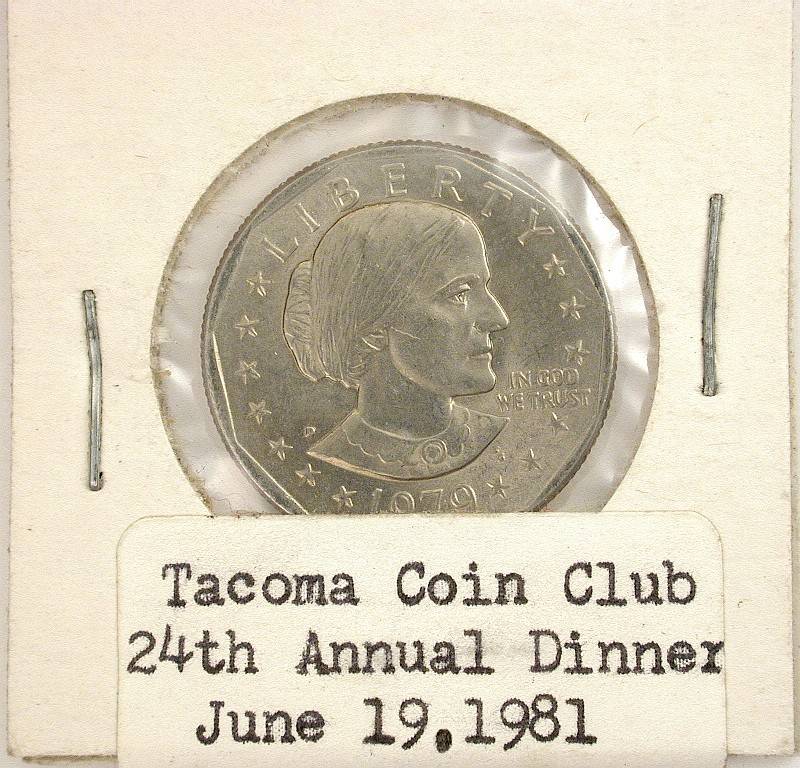 LIBERTY
IN GOD
WE TRUST
D
1979
Tacoma Coin Club
24th Annual Dinner
June 19,1981